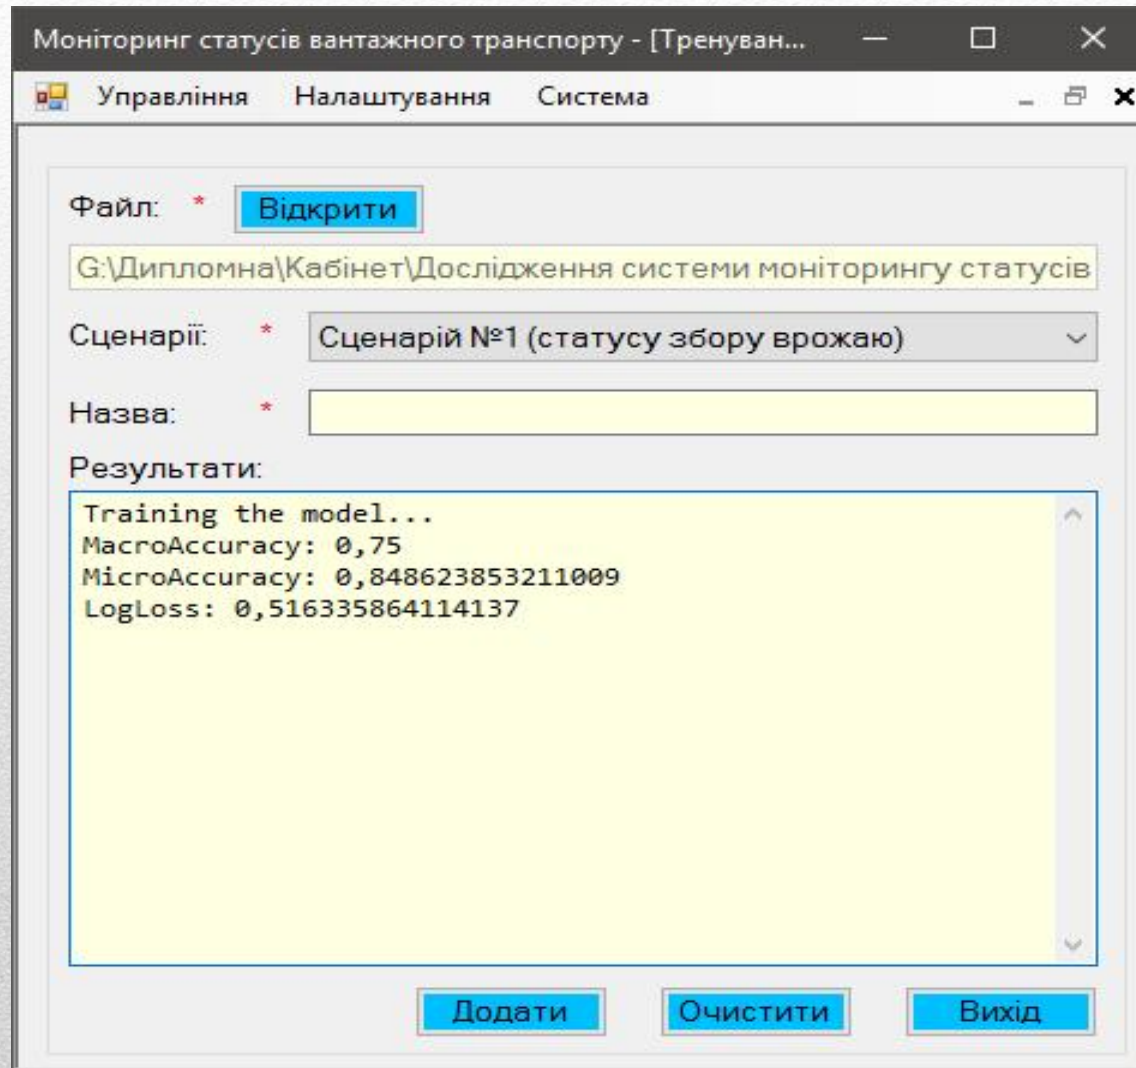 Моніторинг статусів вантажного транспорту - [Тренуван...
Управління Налаштування Система
Файл: * Відкрити
G:\Дипломна\Кабінет\Дослідження системи моніторингу статусів
Сценарії: * Сценарій №1 (статусу збору врожаю)
Назва: *
Результати:
Training the model...
MacroAccuracy: 0,75
MicroAccuracy: 0,848623853211009
LogLoss: 0,516335864114137
Додати Очистити Вихід